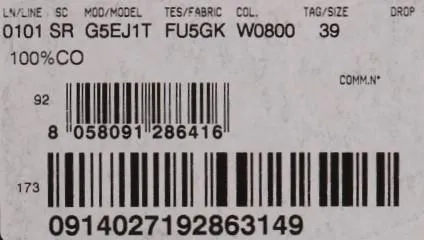 LN/LINE SC MOD/MODEL TES/FABRIC COL. TAG/SIZE DROP
0101 SR G5EJ1T FU5GK W0800 39
100%CO
COMM.N°
92
8 058091 286416
173
0914027192863149